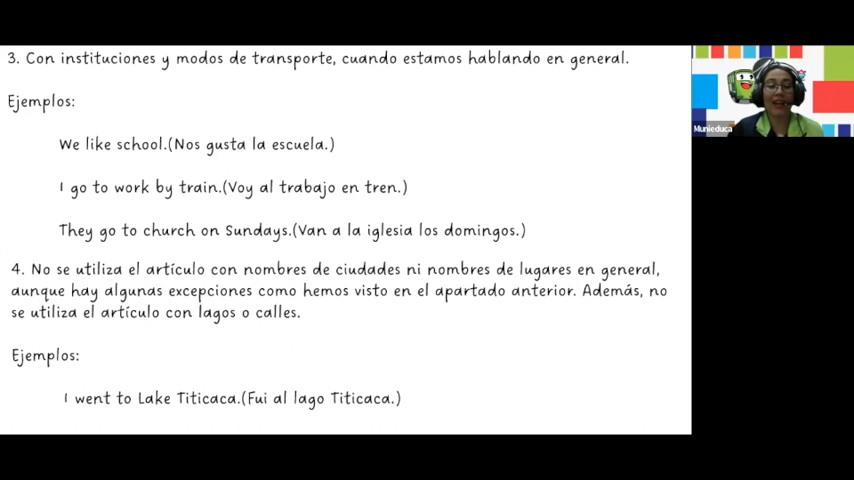 3. Con instituciones y modos de transporte, cuando estamos hablando en general.
Ejemplos:
We like school.(Nos gusta la escuela.)
I go to work by train.(Voy al trabajo en tren.)
They go to church on Sundays.(Van a la iglesia los domingos.)
4. No se utiliza el artículo con nombres de ciudades ni nombres de lugares en general,
aunque hay algunas excepciones como hemos visto en el apartado anterior. Además, no
se utiliza el artículo con lagos o calles.
Ejemplos:
I went to Lake Titicaca.(Fui al lago Titicaca.)
Munieduca